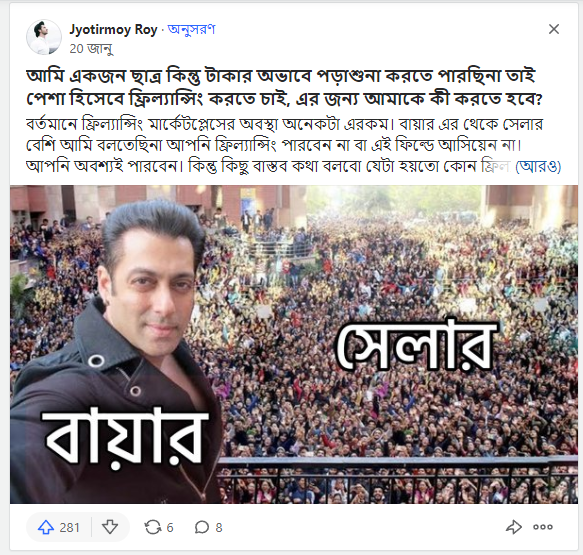 Jyotirmoy Roy · অনুসরণ
20 জানু
আমি একজন ছাত্র কিন্তু টাকার অভাবে পড়াশুনা করতে পারছিনা তাই
পেশা হিসেবে ফ্রিল্যান্সিং করতে চাই, এর জন্য আমাকে কী করতে হবে?
বর্তমানে ফ্রিল্যান্সিং মার্কেটপ্লেসের অবস্থা অনেকটা এরকম। বায়ার এর থেকে সেলার
বেশি আমি বলতেছিনা আপনি ফ্রিল্যান্সিং পারবেন না বা এই ফিল্ডে আসিয়েন না।
আপনি অবশ্যই পারবেন। কিন্তু কিছু বাস্তব কথা বলবো যেটা হয়তো কোন ফ্রিল (আরও)
সেলার
বায়ার
281 6 8